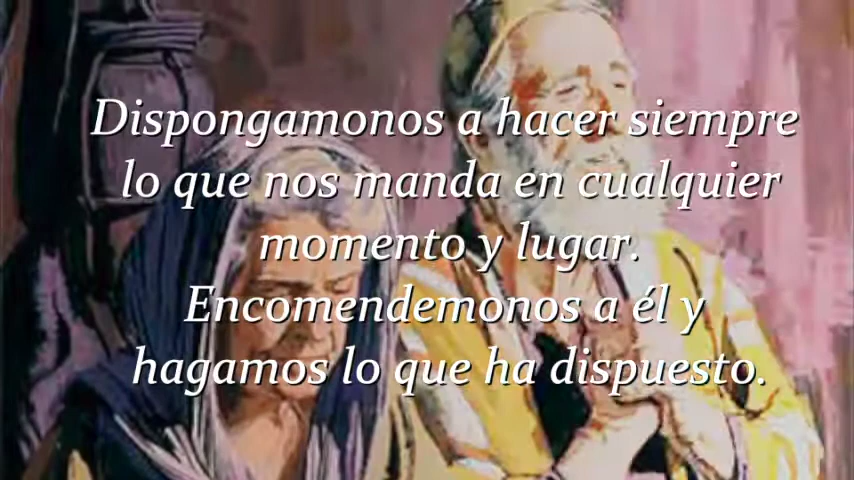 Dispongamonos a hacer siempre
lo que nos manda en cualquier
momento y lugar.
Encomendemonos a él y
hagamos lo que ha dispuesto.